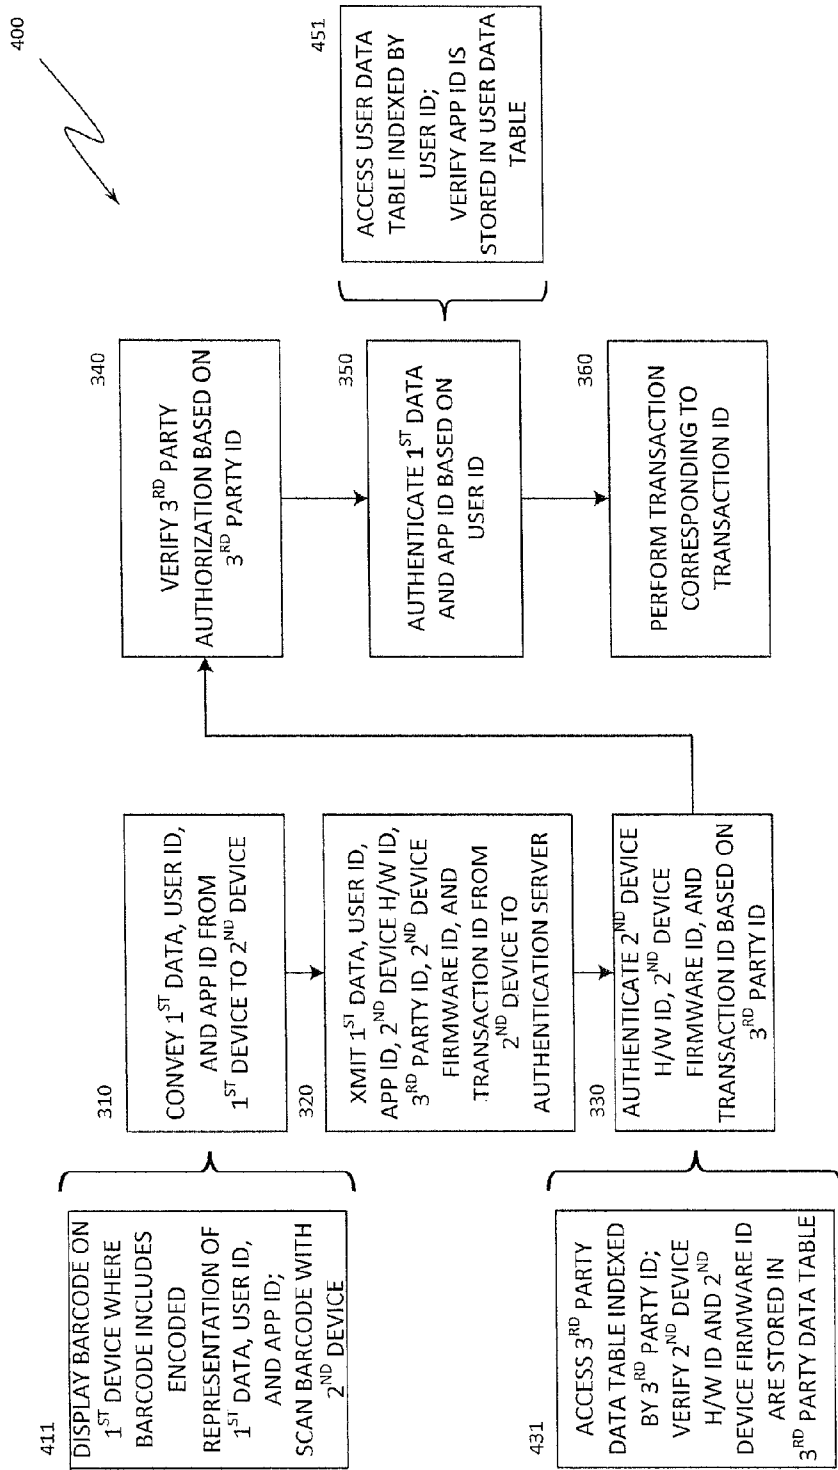 400
411
DISPLAY BARCODE ON
1ST DEVICE WHERE
BARCODE INCLUDES
ENCODED
REPRESENTATION OF
1ST DATA, USER ID,
AND APP ID;
SCAN BARCODE WITH
2ND DEVICE
310
CONVEY 1ST DATA, USER ID,
AND APP ID FROM
1ST DEVICE TO 2ND DEVICE
320
XMIT 1ST DATA, USER ID,
APP ID, 2ND DEVICE H/W ID,
3RD PARTY ID, 2ND DEVICE
FIRMWARE ID, AND
TRANSACTION ID FROM
2ND DEVICE TO
AUTHENTICATION SERVER
431
ACCESS 3RD PARTY
DATA TABLE INDEXED
BY 3RD PARTY ID;
VERIFY 2ND DEVICE
H/W ID AND 2ND
DEVICE FIRMWARE ID
ARE STORED IN
3RD PARTY DATA TABLE
330
AUTHENTICATE 2ND DEVICE
H/W ID, 2ND DEVICE
FIRMWARE ID, AND
TRANSACTION ID BASED ON
3RD PARTY ID
340
VERIFY 3RD PARTY
AUTHORIZATION BASED ON
3RD PARTY ID
350
AUTHENTICATE 1ST DATA
AND APP ID BASED ON
USER ID
451
ACCESS USER DATA
TABLE INDEXED BY
USER ID;
VERIFY APP ID IS
STORED IN USER DATA
TABLE
360
PERFORM TRANSACTION
CORRESPONDING TO
TRANSACTION ID